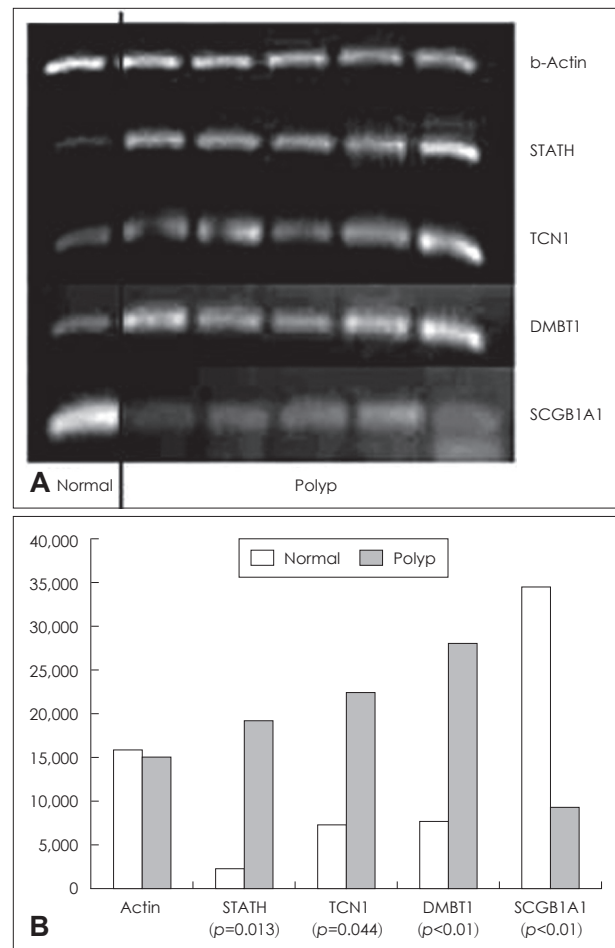 b-Actin
STATH
TCN1
DMBT1
SCGB1A1
A Normal Polyp
40,000
Normal Polyp
35,000
30,000
25,000
20,000
15,000
10,000
5,000
0
Actin STATH TCN1 DMBT1 SCGB1A1
(p=0.013) (p=0.044) (p<0.01) (p<0.01)
B